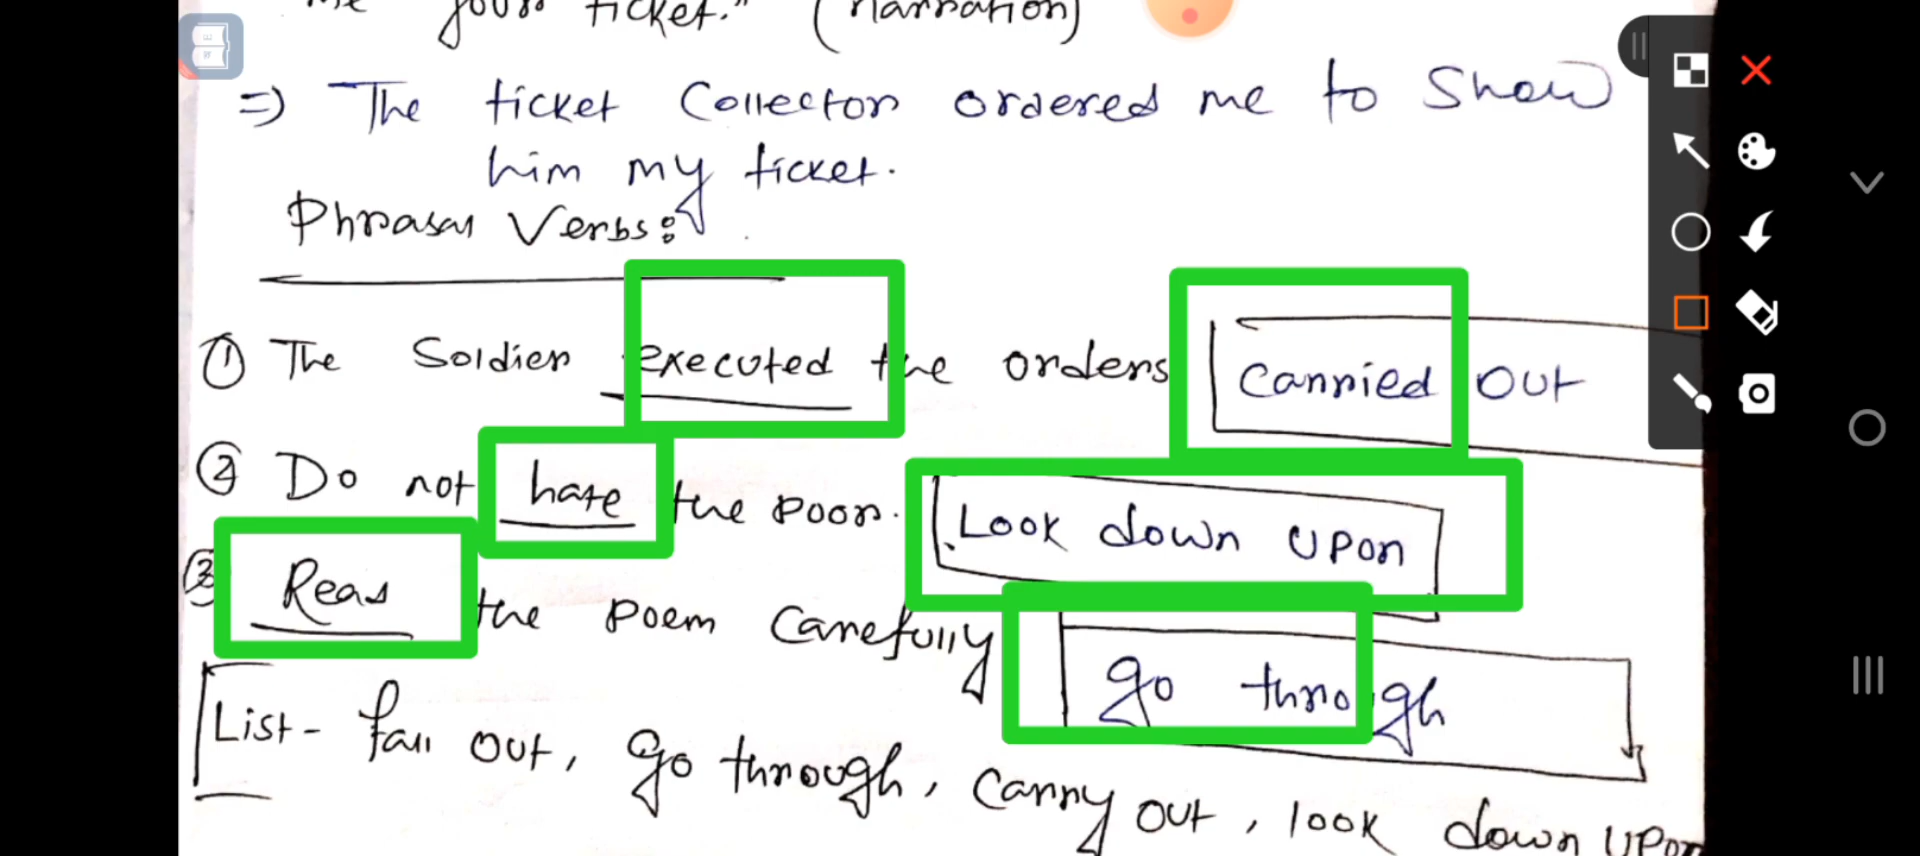 me your ticket." (Narration)
=) The ticket Collector ordered me to Show
him my ticket.
Phrasal Verbs:
① The Soldier executed the orders Carried Out
② Do not hate the poor. Look down upon
③ Read the poem Carefully go through
List - fall out, go through, Carry out, look down upon